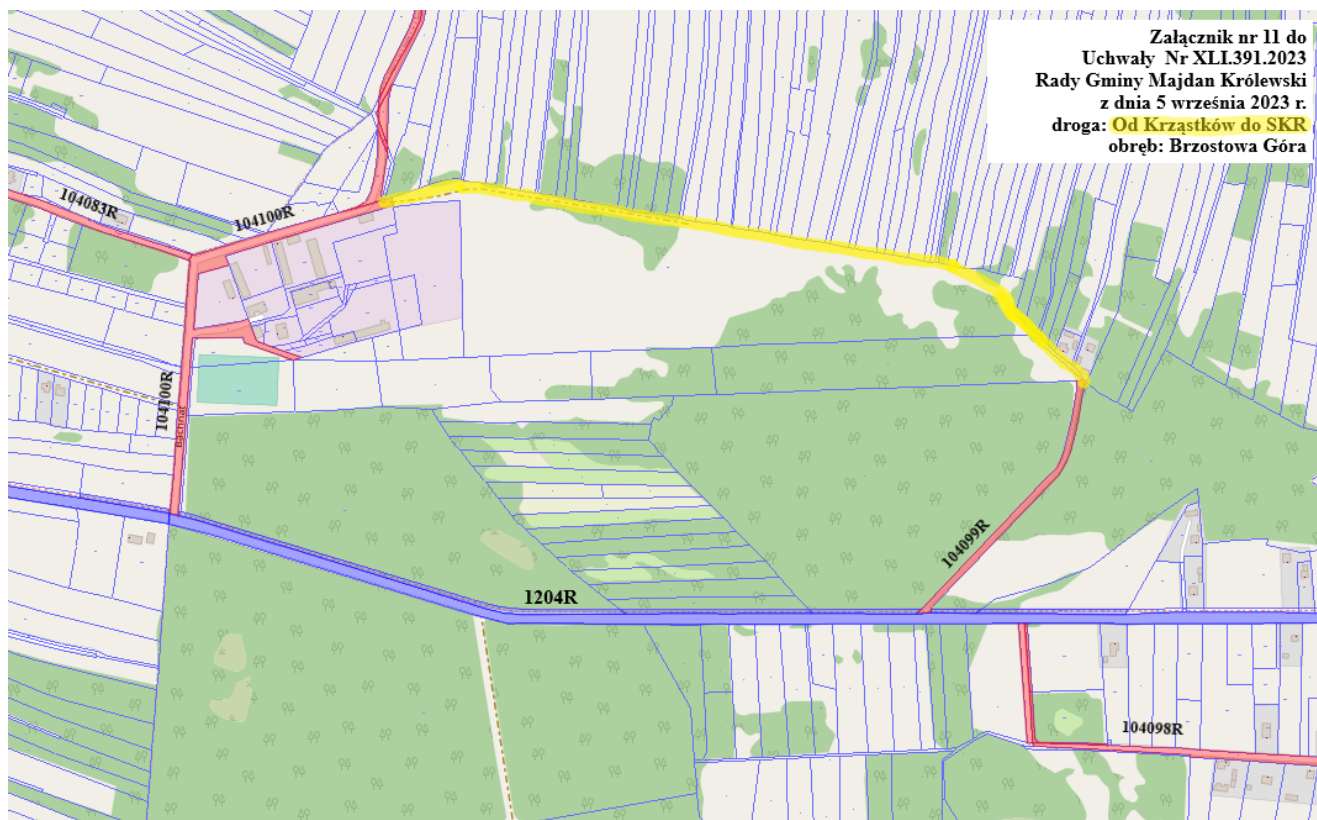 Załącznik nr 11 do
Uchwały Nr XLI.391.2023
Rady Gminy Majdan Królewski
z dnia 5 września 2023 r.
droga: Od Krząstków do SKR
obręb: Brzostowa Góra
104083R
104100R
104100R
Bachnat
104099R
1204R
104098R